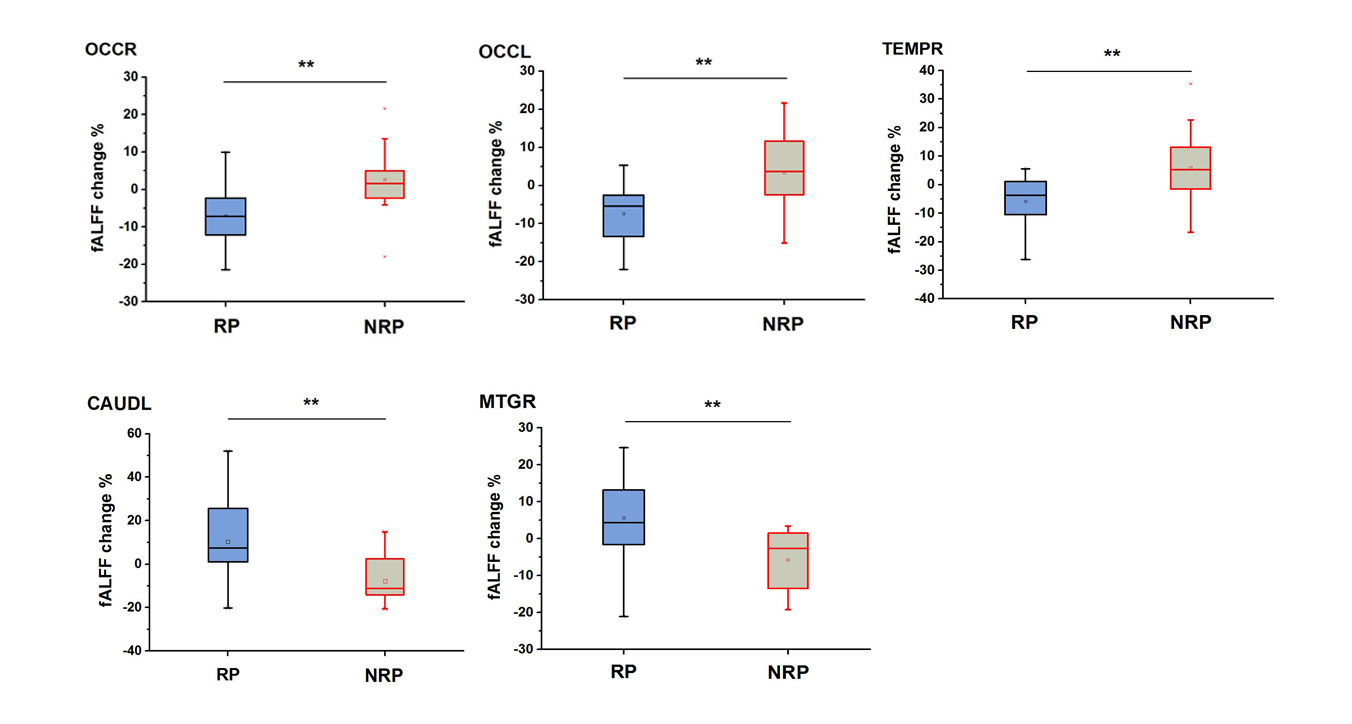 OCCR
**
fALFF change %
30
20
10
0
-10
-20
-30
RP NRP
OCCL
**
fALFF change %
30
20
10
0
-10
-20
-30
RP NRP
TEMPR
**
fALFF change %
40
30
20
10
0
-10
-20
-30
-40
RP NRP
CAUDL
**
fALFF change %
60
40
20
0
-20
-40
RP NRP
MTGR
**
fALFF change %
30
20
10
0
-10
-20
-30
RP NRP